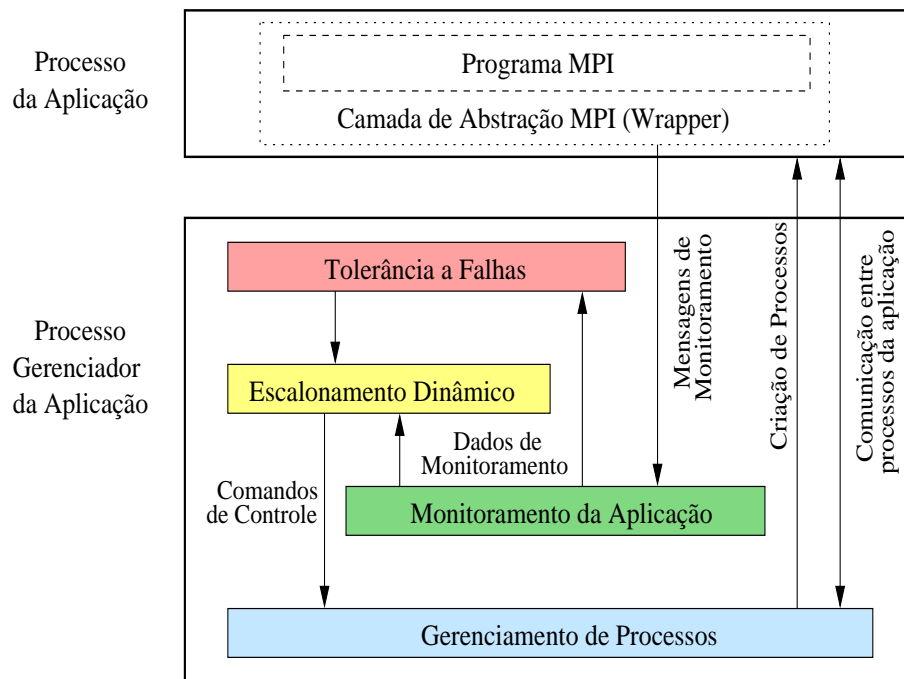 Processo
da Aplicação
Programa MPI
Camada de Abstração MPI (Wrapper)
Processo
Gerenciador
da Aplicação
Tolerância a Falhas
Escalonamento Dinâmico
Dados de
Monitoramento
Comandos
de Controle
Monitoramento da Aplicação
Gerenciamento de Processos
Mensagens de
Monitoramento
Criação de Processos
Comunicação entre
processos da aplicação